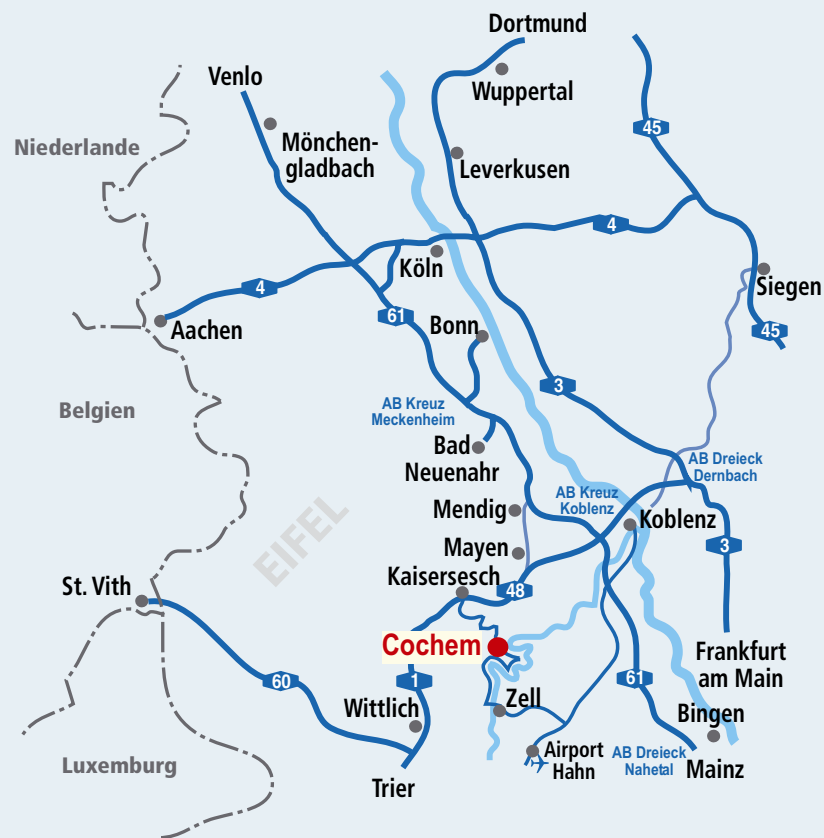 Dortmund
Venlo
Wuppertal
45
Niederlande
Mönchen-
gladbach
Leverkusen
4
Köln
Siegen
4
Aachen
61
Bonn
45
3
Belgien
AB Kreuz
Meckenheim
Bad
Neuenahr
AB Dreieck
Dernbach
AB Kreuz
Koblenz
EIFEL
Mendig
Koblenz
3
Mayen
Kaisersesch
48
St. Vith
Cochem
Frankfurt
am Main
60
1
61
Zell
Wittlich
Bingen
Airport
Hahn
AB Dreieck
Nahetal
Luxemburg
Trier
Mainz